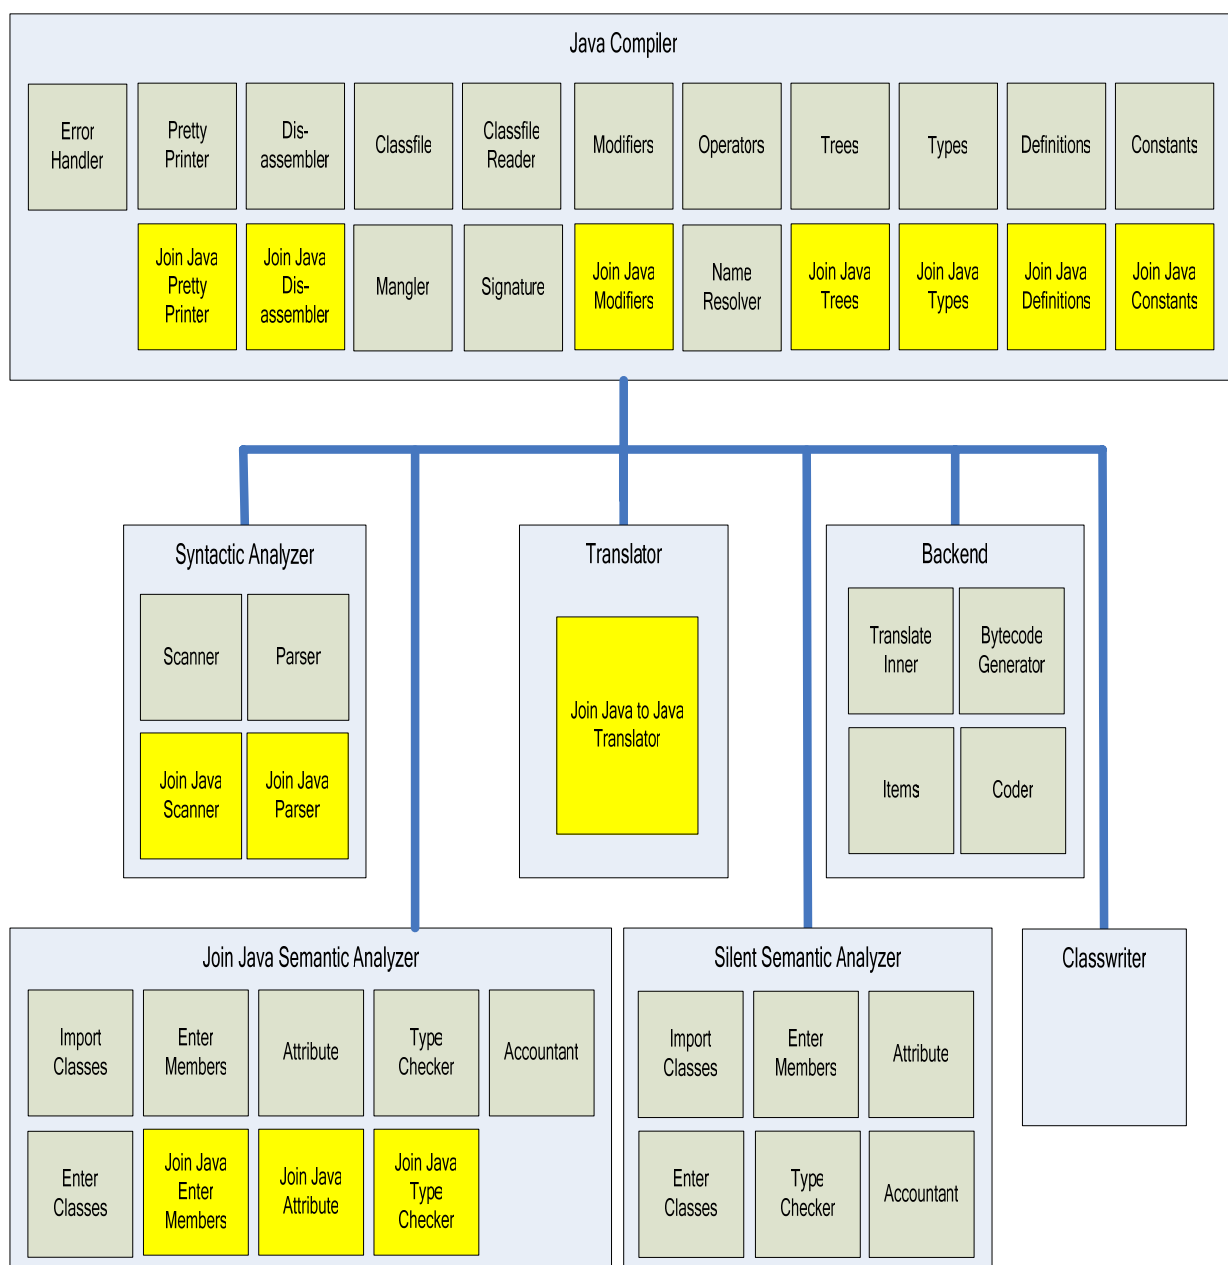 Java Compiler
Error
Handler
Pretty
Printer
Dis-
assembler
Classfile
Classfile
Reader
Modifiers
Operators
Trees
Types
Definitions
Constants
Join Java
Pretty
Printer
Join Java
Dis-
assembler
Mangler
Signature
Join Java
Modifiers
Name
Resolver
Join Java
Trees
Join Java
Types
Join Java
Definitions
Join Java
Constants
Syntactic Analyzer
Scanner
Parser
Join Java
Scanner
Join Java
Parser
Translator
Join Java to Java
Translator
Backend
Translate
Inner
Bytecode
Generator
Items
Coder
Join Java Semantic Analyzer
Import
Classes
Enter
Members
Attribute
Type
Checker
Accountant
Enter
Classes
Join Java
Enter
Members
Join Java
Attribute
Join Java
Type
Checker
Silent Semantic Analyzer
Import
Classes
Enter
Members
Attribute
Enter
Classes
Type
Checker
Accountant
Classwriter